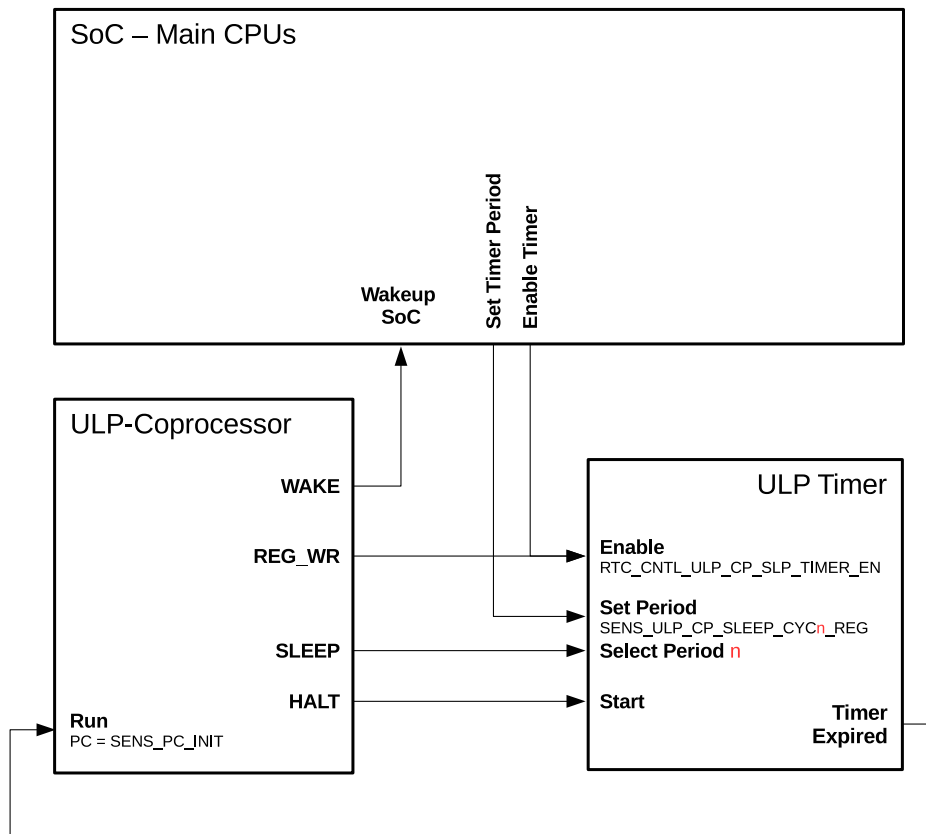 SoC – Main CPUs
Set Timer Period
Enable Timer
Wakeup
SoC
ULP-Coprocessor
WAKE
REG_WR
SLEEP
HALT
Run
PC = SENS_PC_INIT
ULP Timer
Enable
RTC_CNTL_ULP_CP_SLP_TIMER_EN
Set Period
SENS_ULP_CP_SLEEP_CYCn_REG
Select Period n
Start
Timer
Expired